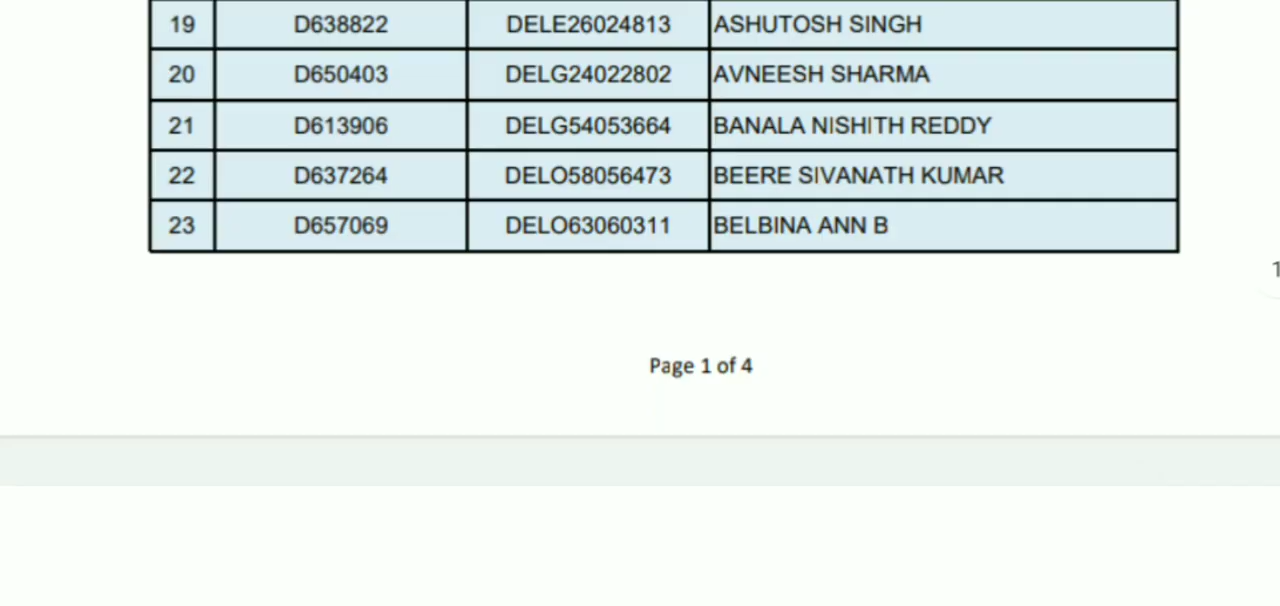 19 D638822 DELE26024813 ASHUTOSH SINGH
20 D650403 DELG24022802 AVNEESH SHARMA
21 D613906 DELG54053664 BANALA NISHITH REDDY
22 D637264 DELO58056473 BEERE SIVANATH KUMAR
23 D657069 DELO63060311 BELBINA ANN B
1
Page 1 of 4